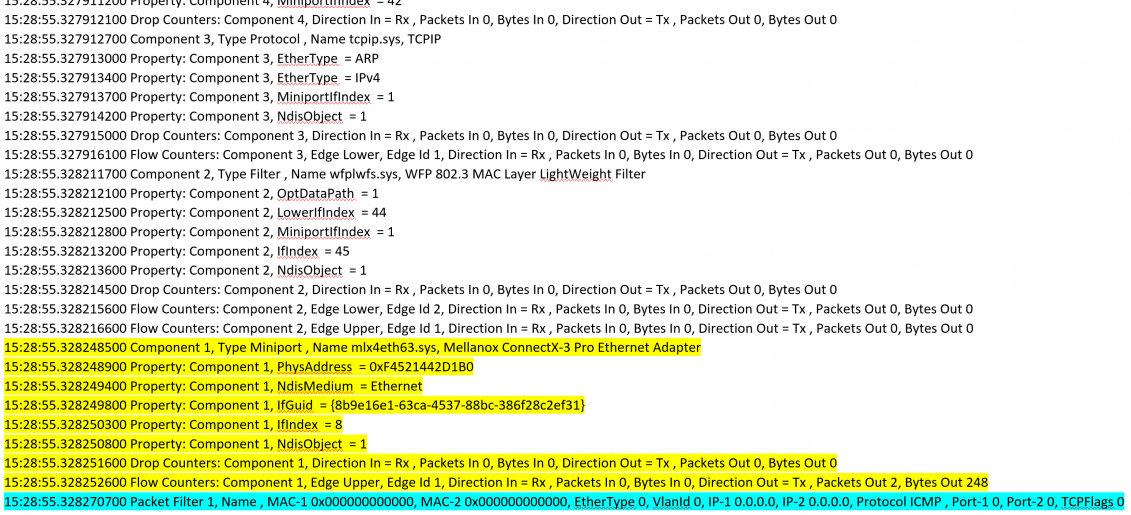 15:28:55.327911200 Property: Component 4, MiniportIfIndex = 42
15:28:55.327912100 Drop Counters: Component 4, Direction In = Rx , Packets In 0, Bytes In 0, Direction Out = Tx , Packets Out 0, Bytes Out 0
15:28:55.327912700 Component 3, Type Protocol , Name tcpip.sys, TCPIP
15:28:55.327913000 Property: Component 3, EtherType = ARP
15:28:55.327913400 Property: Component 3, EtherType = IPv4
15:28:55.327913700 Property: Component 3, MiniportIfIndex = 1
15:28:55.327914200 Property: Component 3, NdisObject = 1
15:28:55.327915000 Drop Counters: Component 3, Direction In = Rx , Packets In 0, Bytes In 0, Direction Out = Tx , Packets Out 0, Bytes Out 0
15:28:55.327916100 Flow Counters: Component 3, Edge Lower, Edge Id 1, Direction In = Rx , Packets In 0, Bytes In 0, Direction Out = Tx , Packets Out 0, Bytes Out 0
15:28:55.328211700 Component 2, Type Filter , Name wfplwfs.sys, WFP 802.3 MAC Layer LightWeight Filter
15:28:55.328212100 Property: Component 2, OptDataPath = 1
15:28:55.328212500 Property: Component 2, LowerIfIndex = 44
15:28:55.328212800 Property: Component 2, MiniportIfIndex = 1
15:28:55.328213200 Property: Component 2, IfIndex = 45
15:28:55.328213600 Property: Component 2, NdisObject = 1
15:28:55.328214500 Drop Counters: Component 2, Direction In = Rx , Packets In 0, Bytes In 0, Direction Out = Tx , Packets Out 0, Bytes Out 0
15:28:55.328215600 Flow Counters: Component 2, Edge Lower, Edge Id 2, Direction In = Rx , Packets In 0, Bytes In 0, Direction Out = Tx , Packets Out 0, Bytes Out 0
15:28:55.328216600 Flow Counters: Component 2, Edge Upper, Edge Id 1, Direction In = Rx , Packets In 0, Bytes In 0, Direction Out = Tx , Packets Out 0, Bytes Out 0
15:28:55.328248500 Component 1, Type Miniport , Name mlx4eth63.sys, Mellanox ConnectX-3 Pro Ethernet Adapter
15:28:55.328248900 Property: Component 1, PhysAddress = 0xF4521442D1B0
15:28:55.328249400 Property: Component 1, NdisMedium = Ethernet
15:28:55.328249800 Property: Component 1, IfGuid = {8b9e16e1-63ca-4537-88bc-386f28c2ef31}
15:28:55.328250300 Property: Component 1, IfIndex = 8
15:28:55.328250800 Property: Component 1, NdisObject = 1
15:28:55.328251600 Drop Counters: Component 1, Direction In = Rx , Packets In 0, Bytes In 0, Direction Out = Tx , Packets Out 0, Bytes Out 0
15:28:55.328252600 Flow Counters: Component 1, Edge Upper, Edge Id 1, Direction In = Rx , Packets In 0, Bytes In 0, Direction Out = Tx , Packets Out 2, Bytes Out 248
15:28:55.328270700 Packet Filter 1, Name , MAC-1 0x000000000000, MAC-2 0x000000000000, EtherType 0, VlanId 0, IP-1 0.0.0.0, IP-2 0.0.0.0, Protocol ICMP , Port-1 0, Port-2 0, TCPFlags 0